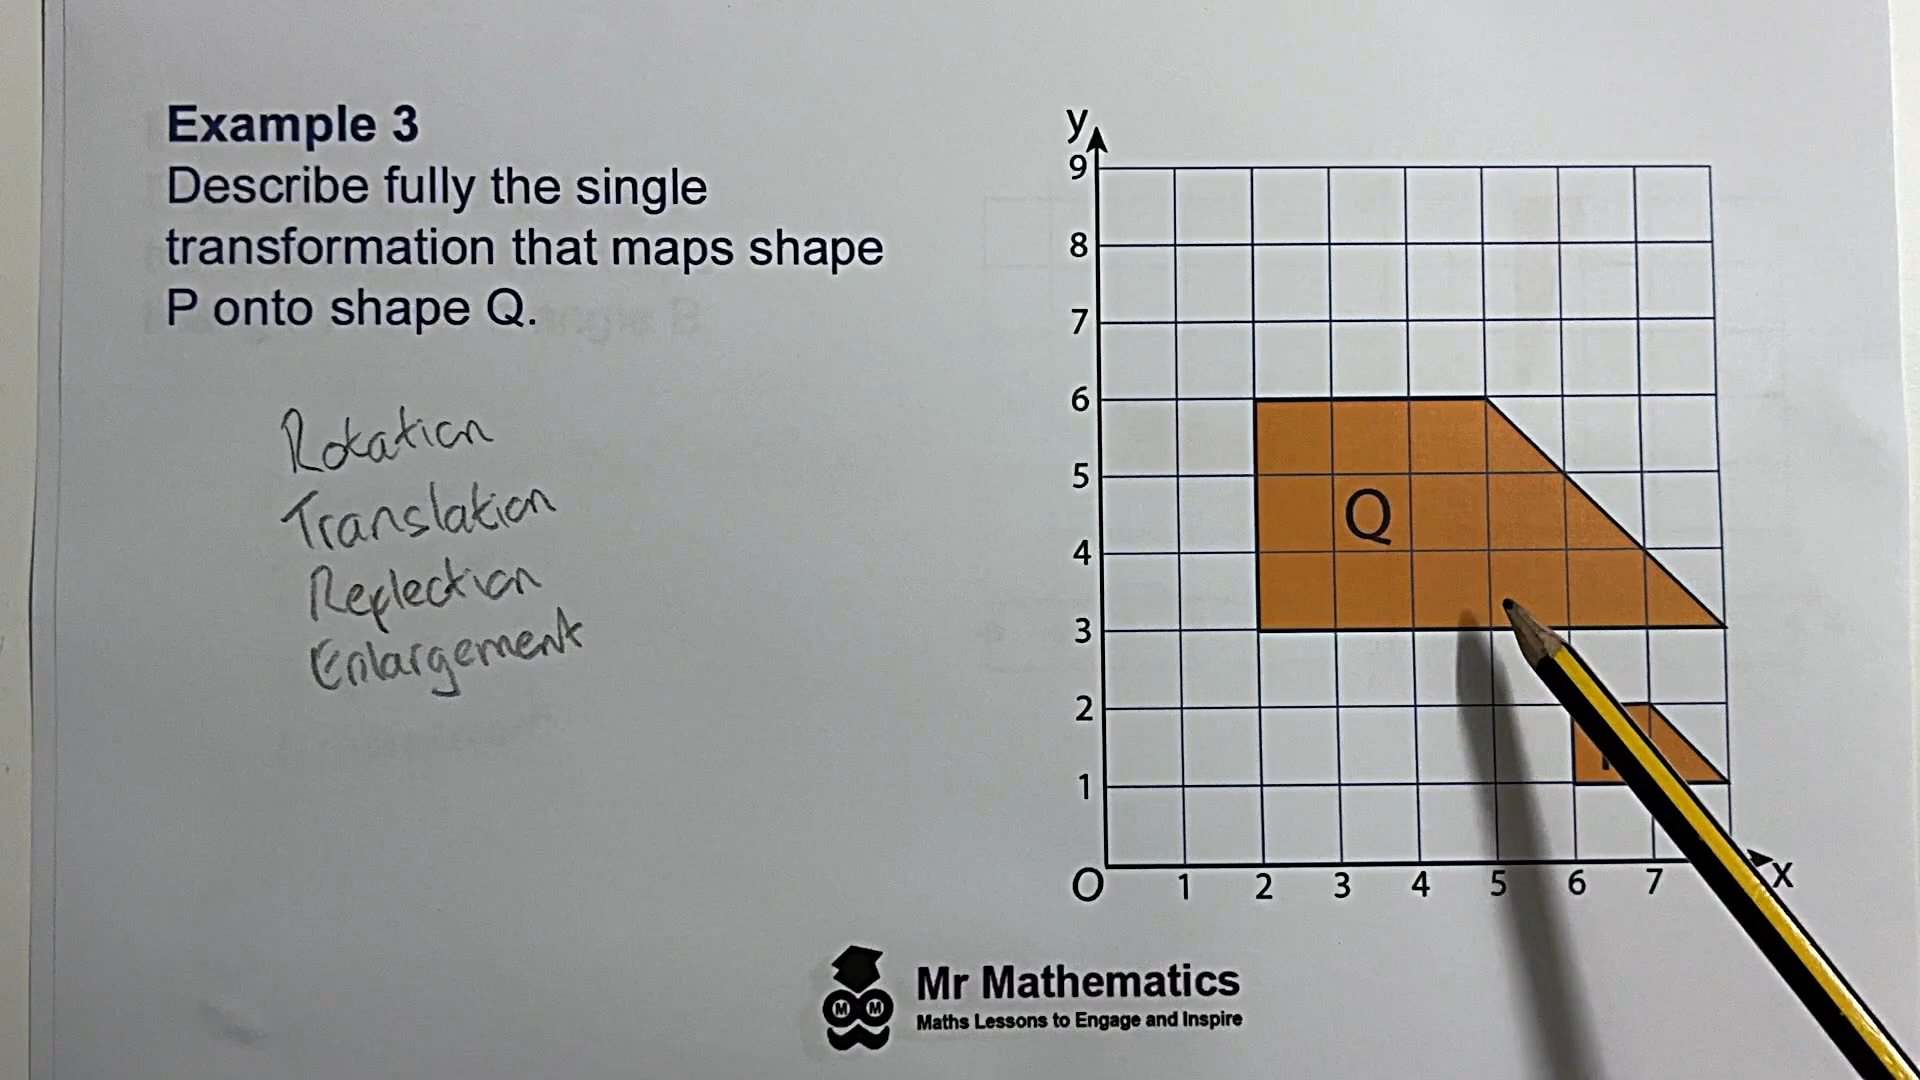 Example 3
Describe fully the single
transformation that maps shape
P onto shape Q.
Rotation
Translation
Reflection
Enlargement
y
9
8
7
6
5
4
3
2
1
Q
O 1 2 3 4 5 6 7 x
Mr Mathematics
Maths Lessons to Engage and Inspire
M M